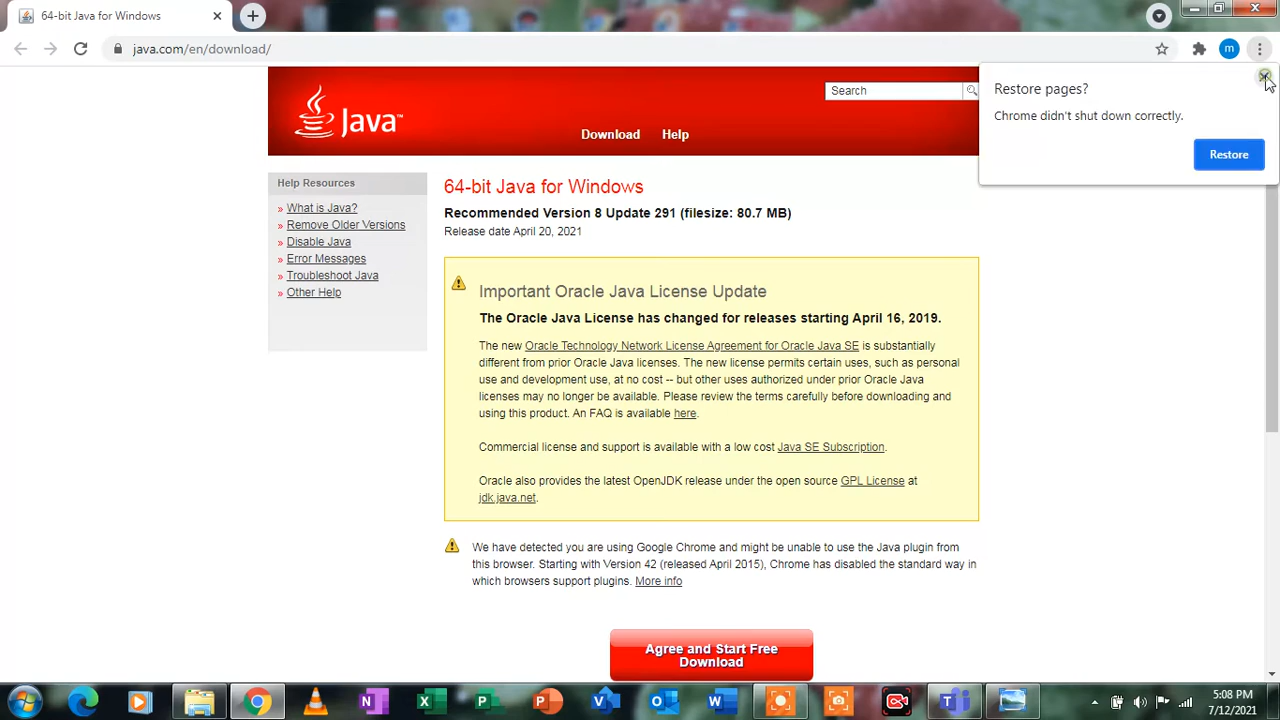 64-bit Java for Windows
java.com/en/download/
m
Restore pages?
Chrome didn't shut down correctly.
Restore
Java™
Search
Download Help
Help Resources
» What is Java?
» Remove Older Versions
» Disable Java
» Error Messages
» Troubleshoot Java
» Other Help
64-bit Java for Windows
Recommended Version 8 Update 291 (filesize: 80.7 MB)
Release date April 20, 2021
Important Oracle Java License Update
The Oracle Java License has changed for releases starting April 16, 2019.
The new Oracle Technology Network License Agreement for Oracle Java SE is substantially
different from prior Oracle Java licenses. The new license permits certain uses, such as personal
use and development use, at no cost -- but other uses authorized under prior Oracle Java
licenses may no longer be available. Please review the terms carefully before downloading and
using this product. An FAQ is available here.
Commercial license and support is available with a low cost Java SE Subscription.
Oracle also provides the latest OpenJDK release under the open source GPL License at
jdk.java.net.
We have detected you are using Google Chrome and might be unable to use the Java plugin from
this browser. Starting with Version 42 (released April 2015), Chrome has disabled the standard way in
which browsers support plugins. More info
Agree and Start Free
Download
5:08 PM
7/12/2021